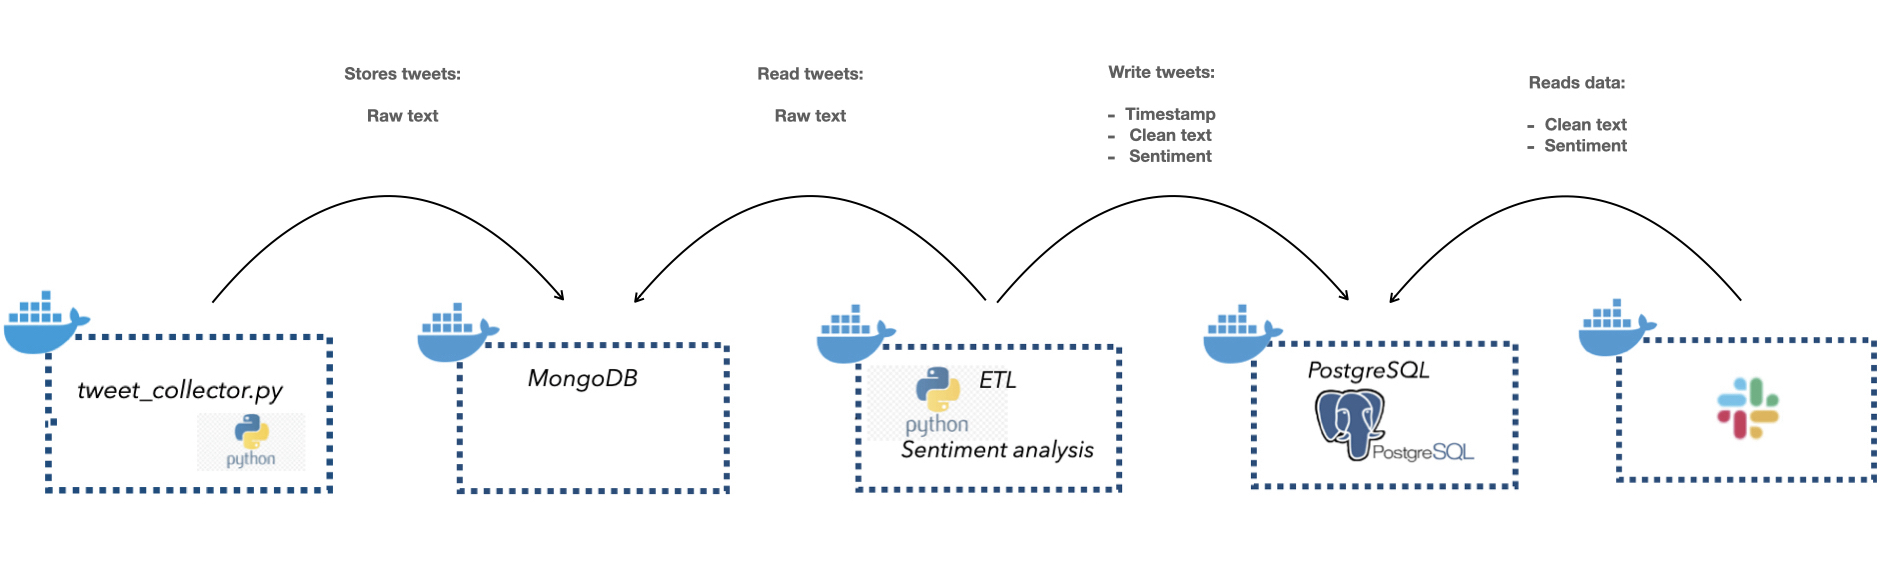 Stores tweets:
Raw text
Read tweets:
Raw text
Write tweets:
- Timestamp
- Clean text
- Sentiment
Reads data:
- Clean text
- Sentiment
tweet_collector.py
python
MongoDB
ETL
python
Sentiment analysis
PostgreSQL
PostgreSQL